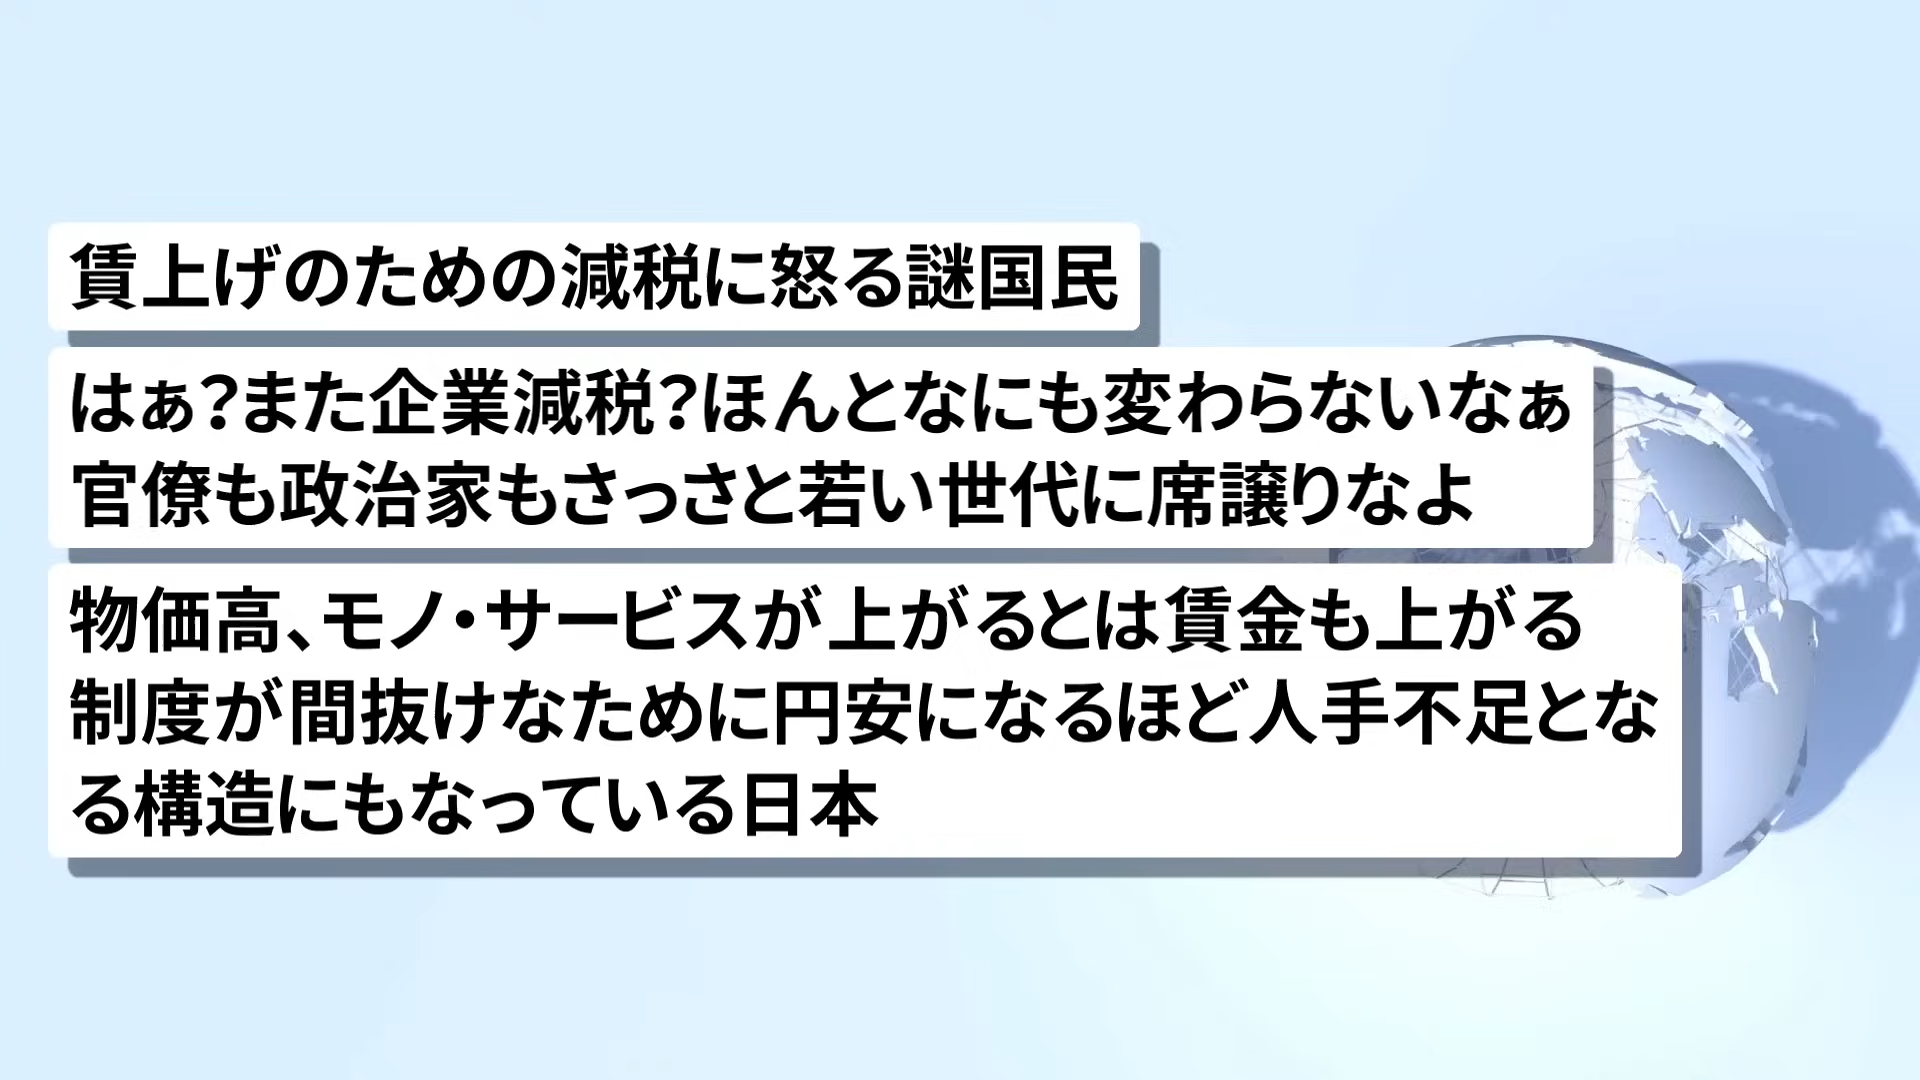 賃上げのための減税に怒る謎国民
はぁ？また企業減税？ほんとなにも変わらないなぁ
官僚も政治家もさっさと若い世代に席譲りなよ
物価高、モノ・サービスが上がるとは賃金も上がる
制度が間抜けなために円安になるほど人手不足とな
る構造にもなっている日本